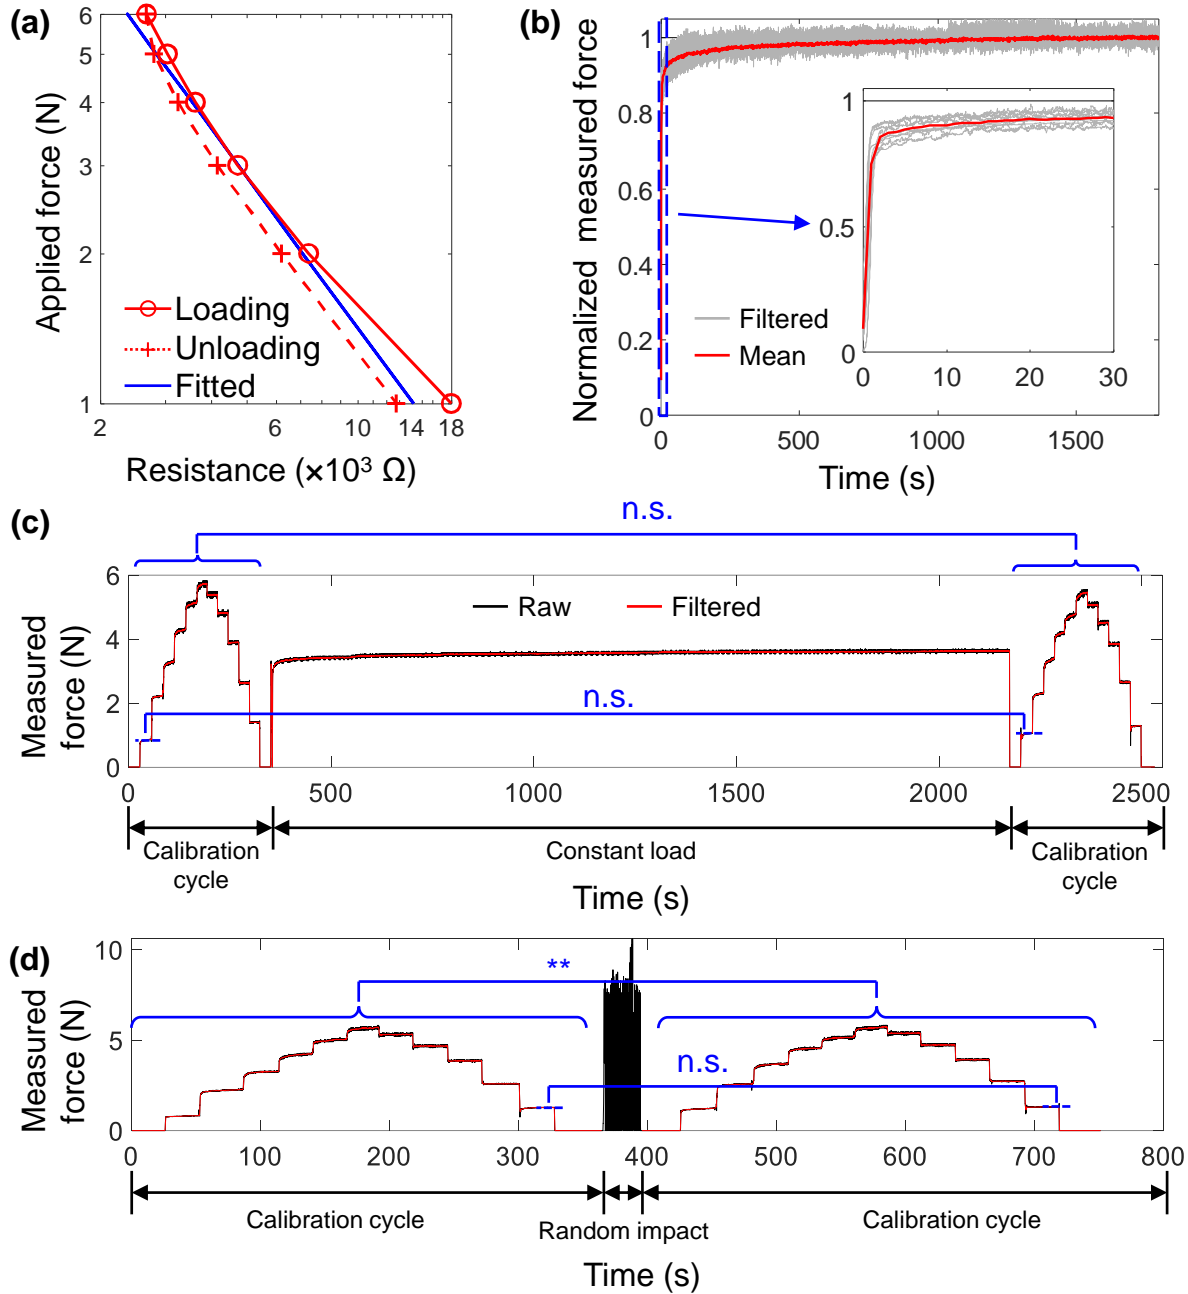 (a)
6
5
4
3
2
1
Applied force (N)
Loading
Unloading
Fitted
2
6
10
14
18
Resistance (×10³ Ω)
(b)
1
0.8
0.6
0.4
0.2
0
Normalized measured force
1
0.5
0
0
10
20
30
Filtered
Mean
0
500
1000
1500
Time (s)
(c)
n.s.
6
4
2
0
Measured
force (N)
Raw
Filtered
n.s.
0
500
1000
1500
2000
2500
Calibration
cycle
Constant load
Calibration
cycle
Time (s)
(d)
10
5
0
Measured
force (N)
**
n.s.
0
100
200
300
400
500
600
700
800
Calibration cycle
Random impact
Calibration cycle
Time (s)